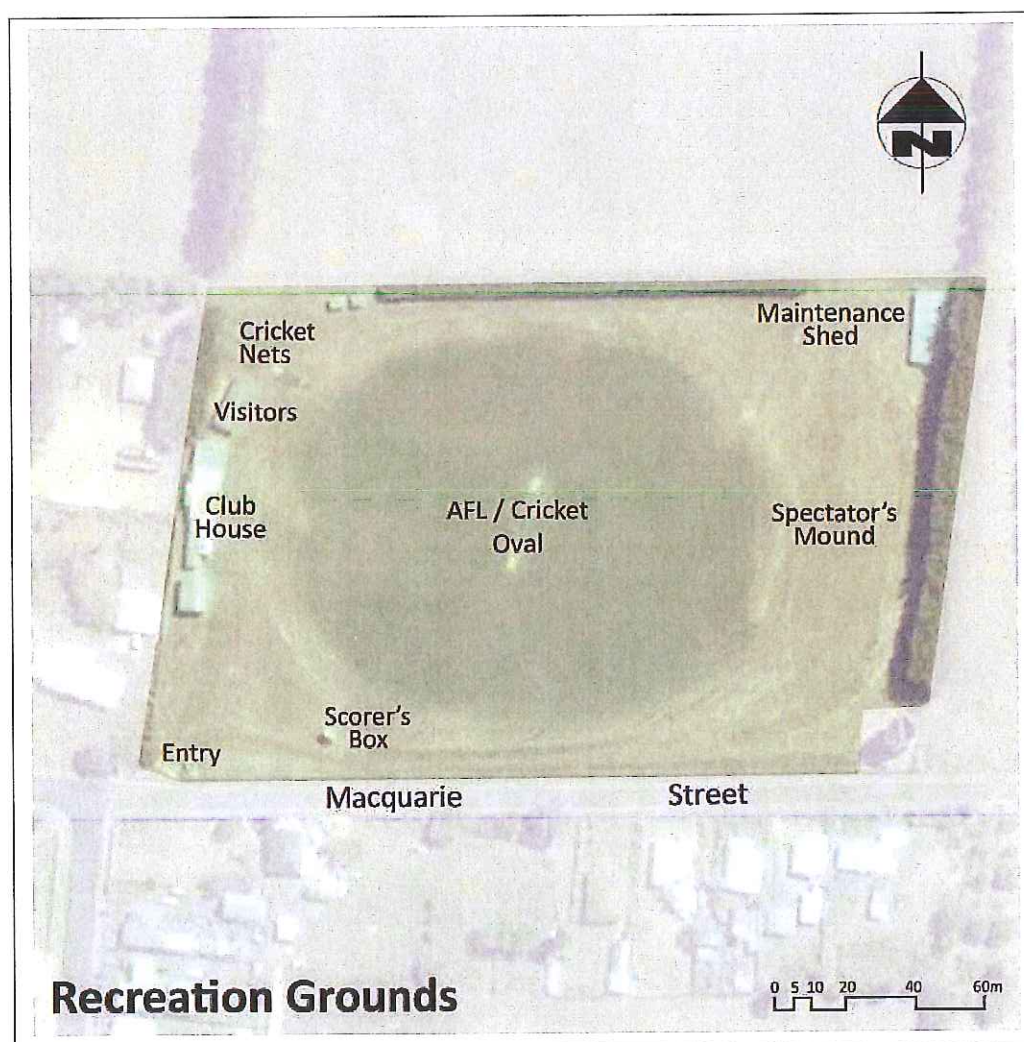 N
Cricket
Nets
Maintenance
Shed
Visitors
Club
House
AFL / Cricket
Oval
Spectator's
Mound
Scorer's
Box
Entry
Macquarie Street
Recreation Grounds
0 5 10 20 40 60m